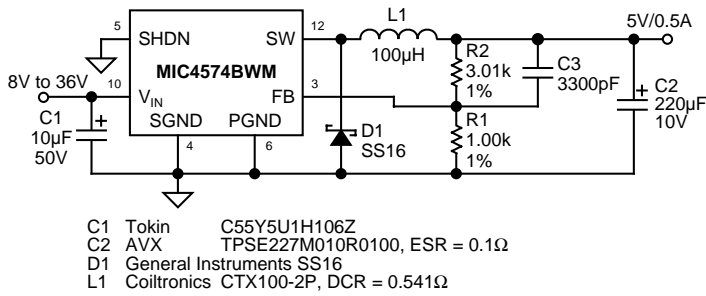 5 SHDN SW 12 L1 5V/0.5A
100µH
MIC4574BWM
R2
3.01k
1%
C3
3300pF
8V to 36V 10 VIN FB 3
C2
220µF
10V
C1
10µF
50V
SGND PGND
4 6
D1
SS16
R1
1.00k
1%
C1 Tokin C55Y5U1H106Z
C2 AVX TPSE227M010R0100, ESR = 0.1Ω
D1 General Instruments SS16
L1 Coiltronics CTX100-2P, DCR = 0.541Ω